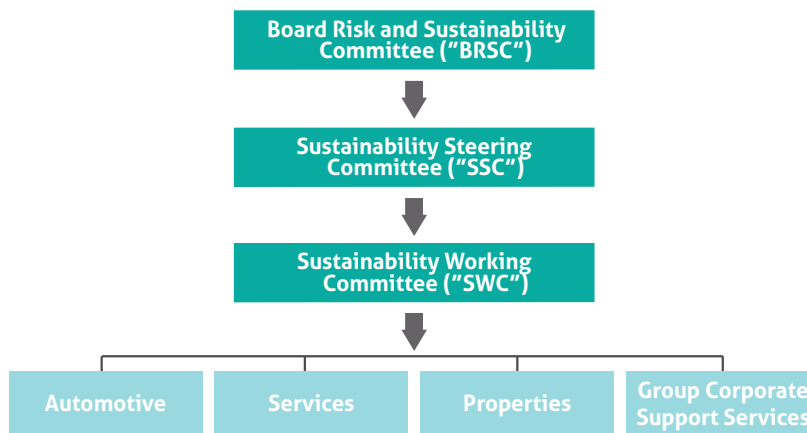 Board Risk and Sustainability
Committee ("BRSC")
Sustainability Steering
Committee ("SSC")
Sustainability Working
Committee ("SWC")
Automotive
Services
Properties
Group Corporate
Support Services